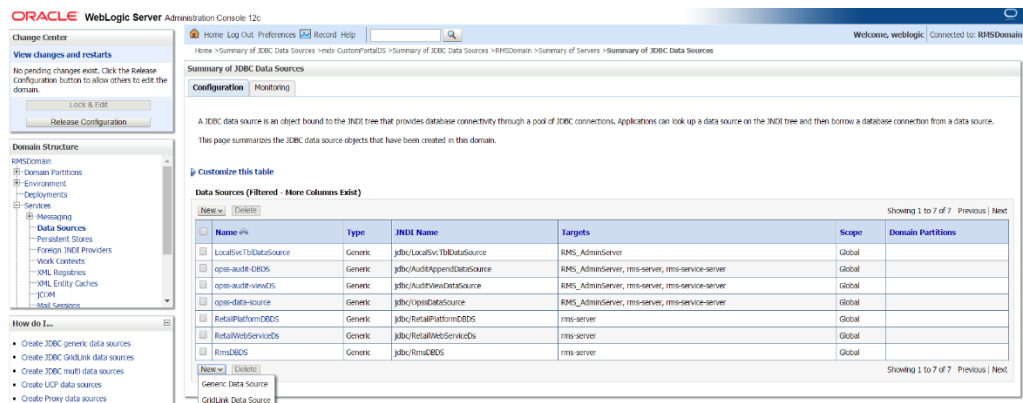 ORACLE WebLogic Server Administration Console 12c
Change Center
View changes and restarts
No pending changes exist. Click the Release
Configuration button to allow others to edit the
domain.
Lock & Edit
Release Configuration
Domain Structure
RMSDomain
Domain Partitions
Environment
Deployments
Services
Messaging
Data Sources
Persistent Stores
Foreign JNDI Providers
Work Contexts
XML Registries
XML Entity Caches
jCOM
Mail Sessions
How do I...
Create JDBC generic data sources
Create JDBC GridLink data sources
Create JDBC multi data sources
Create UCP data sources
Create Proxy data sources
Home Log Out Preferences Record Help
Welcome, weblogic Connected to: RMSDomain
Home >Summary of JDBC Data Sources >mds-CustomPortalDS >Summary of JDBC Data Sources >RMSDomain >Summary of Servers >Summary of JDBC Data Sources
Summary of JDBC Data Sources
Configuration Monitoring
A JDBC data source is an object bound to the JNDI tree that provides database connectivity through a pool of JDBC connections. Applications can look up a data source on the JNDI tree and then borrow a database connection from a data source.
This page summarizes the JDBC data source objects that have been created in this domain.
Customize this table
Data Sources (Filtered - More Columns Exist)
New Delete Showing 1 to 7 of 7 Previous | Next
Name Type JNDI Name Targets Scope Domain Partitions
LocalSvcTblDataSource Generic jdbc/LocalSvcTblDataSource RMS_AdminServer Global
opss-audit-DBDS Generic jdbc/AuditAppendDataSource RMS_AdminServer, rms-server, rms-service-server Global
opss-audit-viewDS Generic jdbc/AuditViewDataSource RMS_AdminServer, rms-server, rms-service-server Global
opss-data-source Generic jdbc/OpssDataSource RMS_AdminServer, rms-server, rms-service-server Global
RetailPlatformDBDS Generic jdbc/RetailPlatformDBDS rms-server Global
RetailWebServiceDs Generic jdbc/RetailWebServiceDs rms-server Global
RmsDBDS Generic jdbc/RmsDBDS rms-server Global
New Delete Showing 1 to 7 of 7 Previous | Next
Generic Data Source
GridLink Data Source